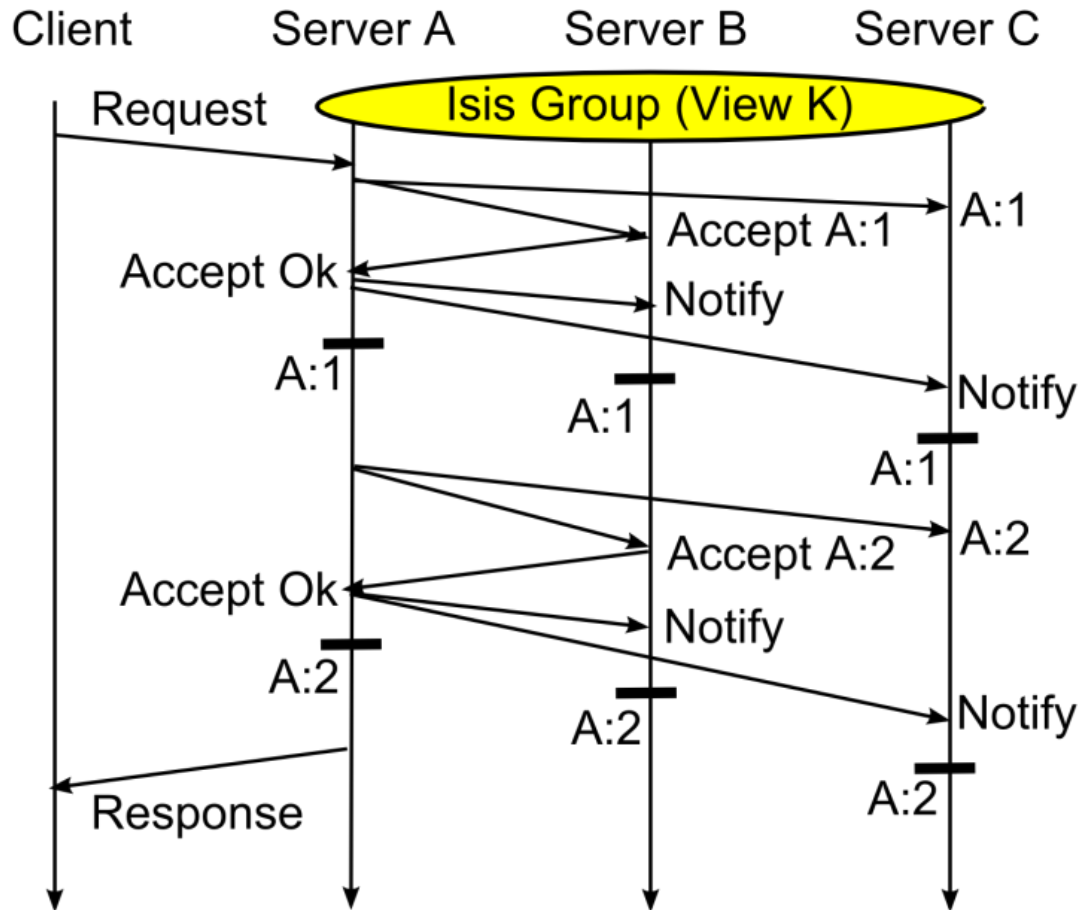 Client
Server A
Server B
Server C
Isis Group (View K)
Request
A:1
Accept A:1
Accept Ok
Notify
A:1
A:1
Notify
A:1
A:2
Accept A:2
Accept Ok
Notify
A:2
A:2
Notify
A:2
Response